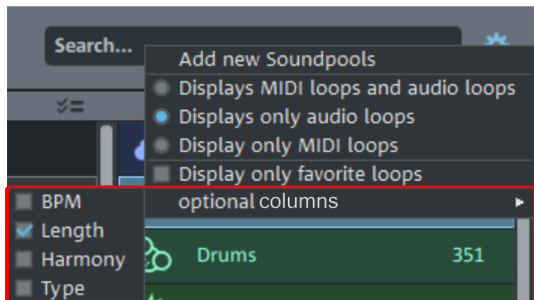 Search...
Add new Soundpools
Displays MIDI loops and audio loops
Displays only audio loops
Display only MIDI loops
Display only favorite loops
optional columns
BPM
Length
Harmony
Type
Drums 351